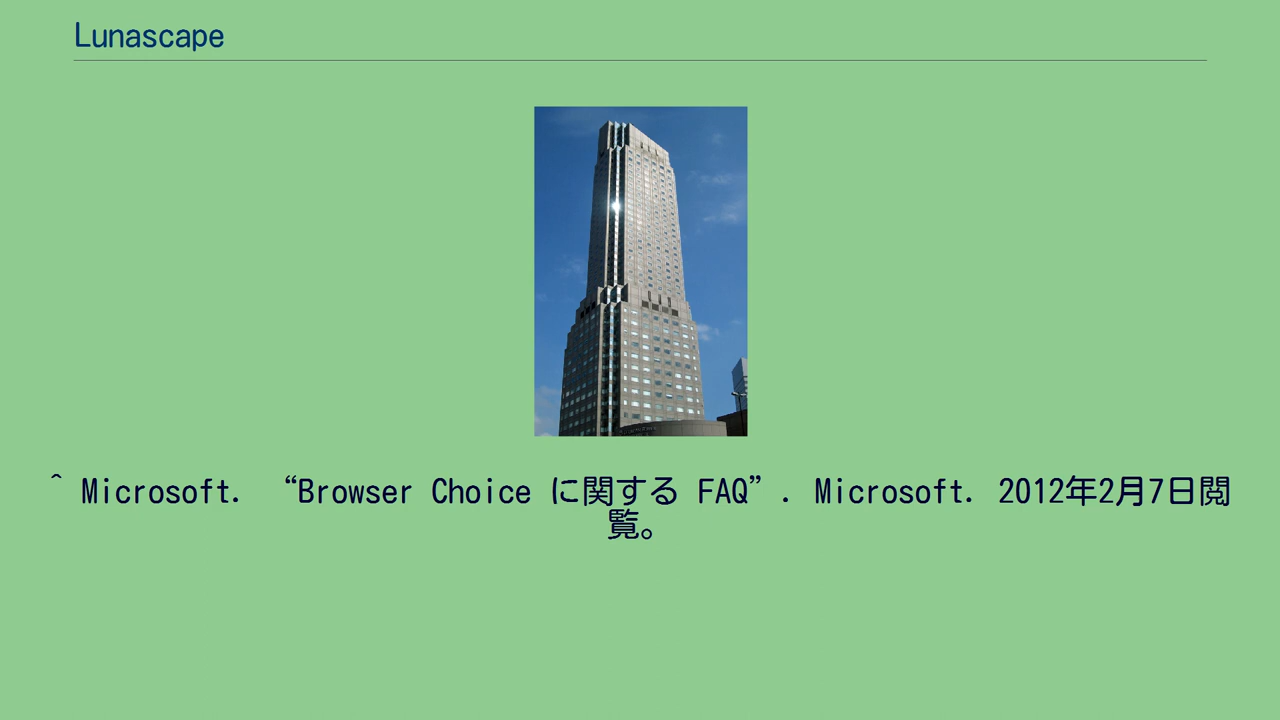 Lunascape
^ Microsoft. “Browser Choice に関する FAQ”. Microsoft. 2012年2月7日閲
覧。